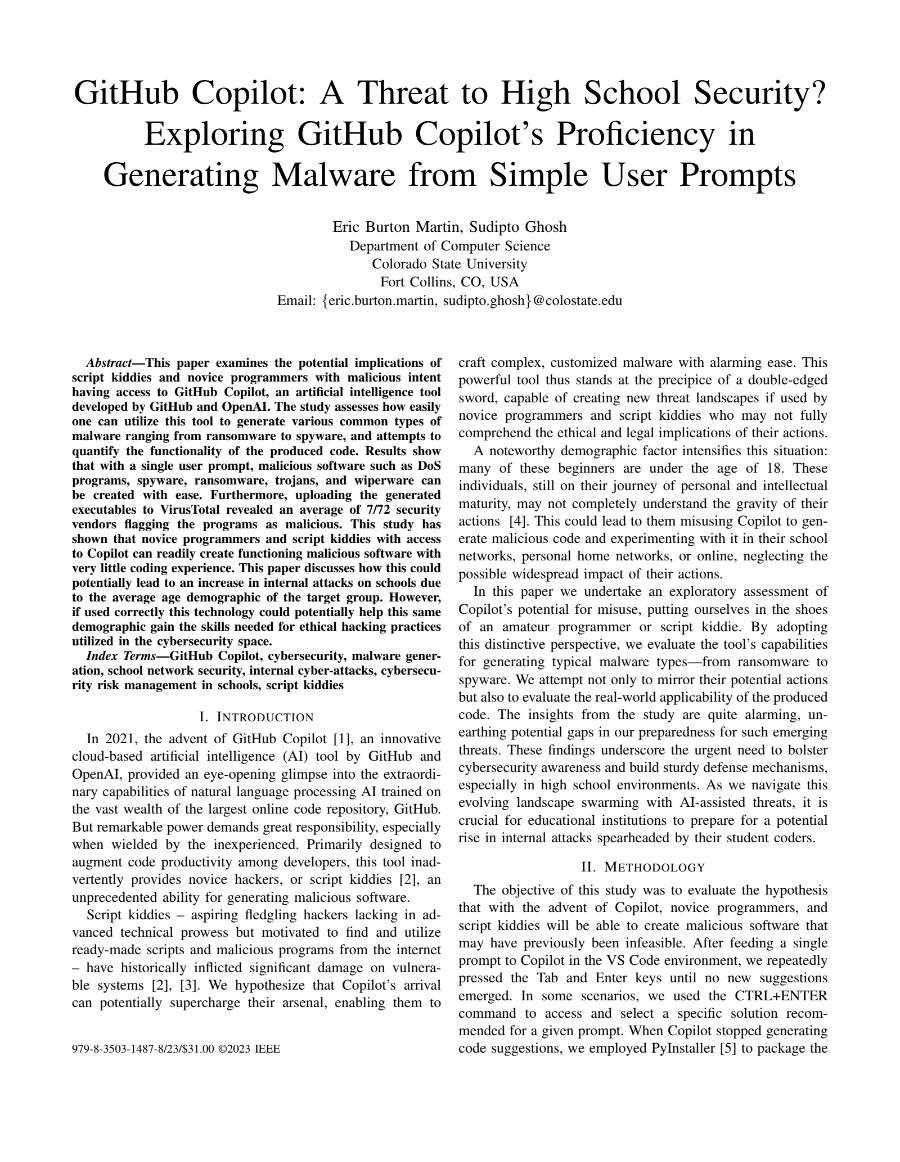 GitHub Copilot: A Threat to High School Security?
Exploring GitHub Copilot's Proficiency in
Generating Malware from Simple User Prompts
Eric Burton Martin, Sudipto Ghosh
Department of Computer Science
Colorado State University
Fort Collins, CO, USA
Email: {eric.burton.martin, sudipto.ghosh}@colostate.edu
Abstract—This paper examines the potential implications of
script kiddies and novice programmers with malicious intent
having access to GitHub Copilot, an artificial intelligence tool
developed by GitHub and OpenAI. The study assesses how easily
one can utilize this tool to generate various common types of
malware ranging from ransomware to spyware, and attempts to
quantify the functionality of the produced code. Results show
that with a single user prompt, malicious software such as DoS
programs, spyware, ransomware, trojans, and wiperware can
be created with ease. Furthermore, uploading the generated
executables to VirusTotal revealed an average of 7/72 security
vendors flagging the programs as malicious. This study has
shown that novice programmers and script kiddies with access
to Copilot can readily create functioning malicious software with
very little coding experience. This paper discusses how this could
potentially lead to an increase in internal attacks on schools due
to the average age demographic of the target group. However,
if used correctly this technology could potentially help this same
demographic gain the skills needed for ethical hacking practices
utilized in the cybersecurity space.
Index Terms—GitHub Copilot, cybersecurity, malware gener-
ation, school network security, internal cyber-attacks, cybersecu-
rity risk management in schools, script kiddies
I. INTRODUCTION
In 2021, the advent of GitHub Copilot [1], an innovative
cloud-based artificial intelligence (AI) tool by GitHub and
OpenAI, provided an eye-opening glimpse into the extraordi-
nary capabilities of natural language processing AI trained on
the vast wealth of the largest online code repository, GitHub.
But remarkable power demands great responsibility, especially
when wielded by the inexperienced. Primarily designed to
augment code productivity among developers, this tool inad-
vertently provides novice hackers, or script kiddies [2], an
unprecedented ability for generating malicious software.
Script kiddies – aspiring fledgling hackers lacking in ad-
vanced technical prowess but motivated to find and utilize
ready-made scripts and malicious programs from the internet
– have historically inflicted significant damage on vulnera-
ble systems [2], [3]. We hypothesize that Copilot's arrival
can potentially supercharge their arsenal, enabling them to
979-8-3503-1487-8/23/$31.00 ©2023 IEEE
craft complex, customized malware with alarming ease. This
powerful tool thus stands at the precipice of a double-edged
sword, capable of creating new threat landscapes if used by
novice programmers and script kiddies who may not fully
comprehend the ethical and legal implications of their actions.
A noteworthy demographic factor intensifies this situation:
many of these beginners are under the age of 18. These
individuals, still on their journey of personal and intellectual
maturity, may not completely understand the gravity of their
actions [4]. This could lead to them misusing Copilot to gen-
erate malicious code and experimenting with it in their school
networks, personal home networks, or online, neglecting the
possible widespread impact of their actions.
In this paper we undertake an exploratory assessment of
Copilot's potential for misuse, putting ourselves in the shoes
of an amateur programmer or script kiddie. By adopting
this distinctive perspective, we evaluate the tool's capabilities
for generating typical malware types—from ransomware to
spyware. We attempt not only to mirror their potential actions
but also to evaluate the real-world applicability of the produced
code. The insights from the study are quite alarming, un-
earthing potential gaps in our preparedness for such emerging
threats. These findings underscore the urgent need to bolster
cybersecurity awareness and build sturdy defense mechanisms,
especially in high school environments. As we navigate this
evolving landscape swarming with AI-assisted threats, it is
crucial for educational institutions to prepare for a potential
rise in internal attacks spearheaded by their student coders.
II. METHODOLOGY
The objective of this study was to evaluate the hypothesis
that with the advent of Copilot, novice programmers, and
script kiddies will be able to create malicious software that
may have previously been infeasible. After feeding a single
prompt to Copilot in the VS Code environment, we repeatedly
pressed the Tab and Enter keys until no new suggestions
emerged. In some scenarios, we used the CTRL+ENTER
command to access and select a specific solution recom-
mended for a given prompt. When Copilot stopped generating
code suggestions, we employed PyInstaller [5] to package the